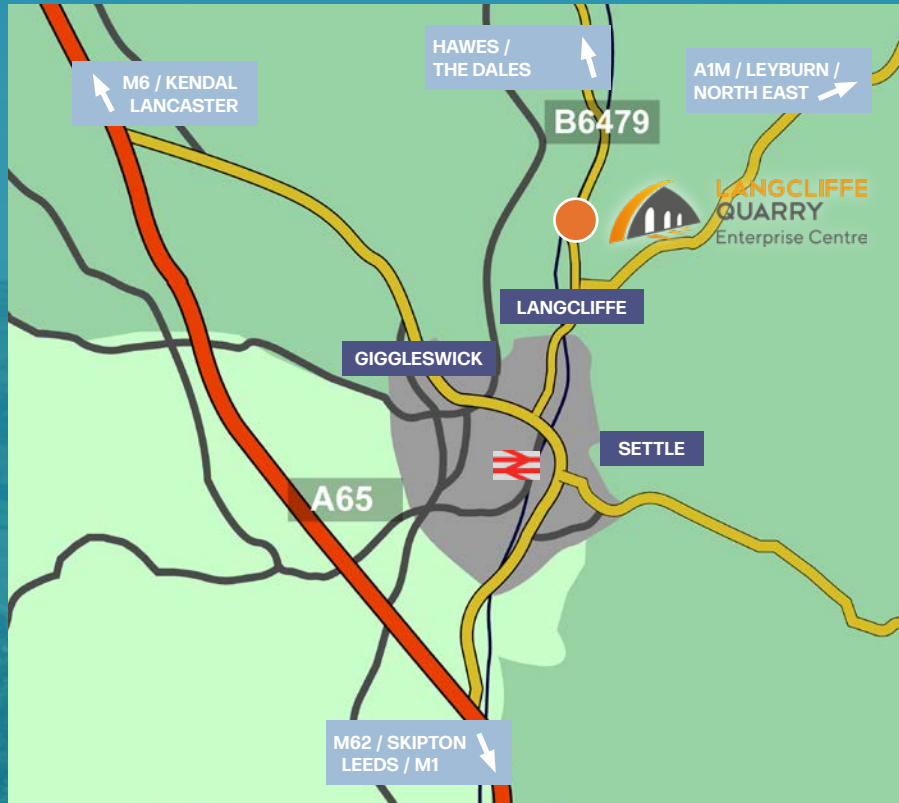 HAWES /
THE DALES
M6 / KENDAL
LANCASTER
A1M / LEYBURN /
NORTH EAST
B6479
LANGCLIFFE
QUARRY
Enterprise Centre
LANGCLIFFE
GIGGLESWICK
SETTLE
A65
M62 / SKIPTON
LEEDS / M1